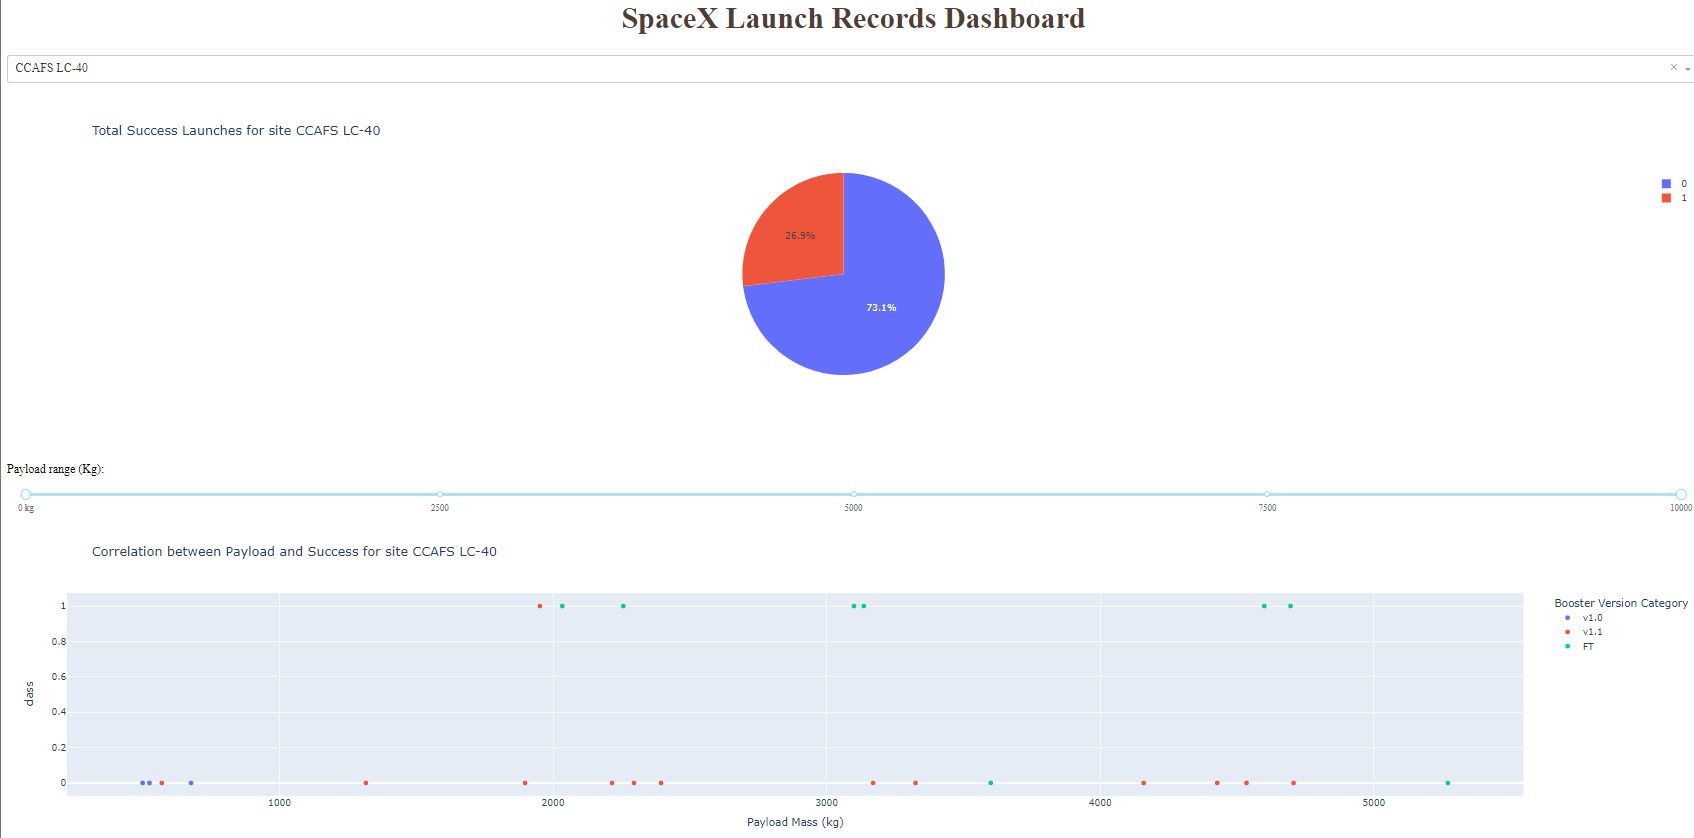 SpaceX Launch Records Dashboard
CCAFS LC-40
×
Total Success Launches for site CCAFS LC-40
0
1
26.9%
73.1%
Payload range (Kg):
0 kg 2500 5000 7500 10000
Correlation between Payload and Success for site CCAFS LC-40
Booster Version Category
v1.0
v1.1
FT
class
1
0.8
0.6
0.4
0.2
0
1000 2000 3000 4000 5000
Payload Mass (kg)